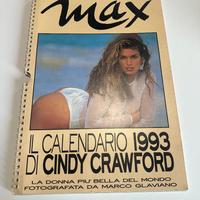 max
IL CALENDARIO 1993
DI CINDY CRAWFORD
LA DONNA PIU' BELLA DEL MONDO
FOTOGRAFATA DA MARCO GLAVIANO